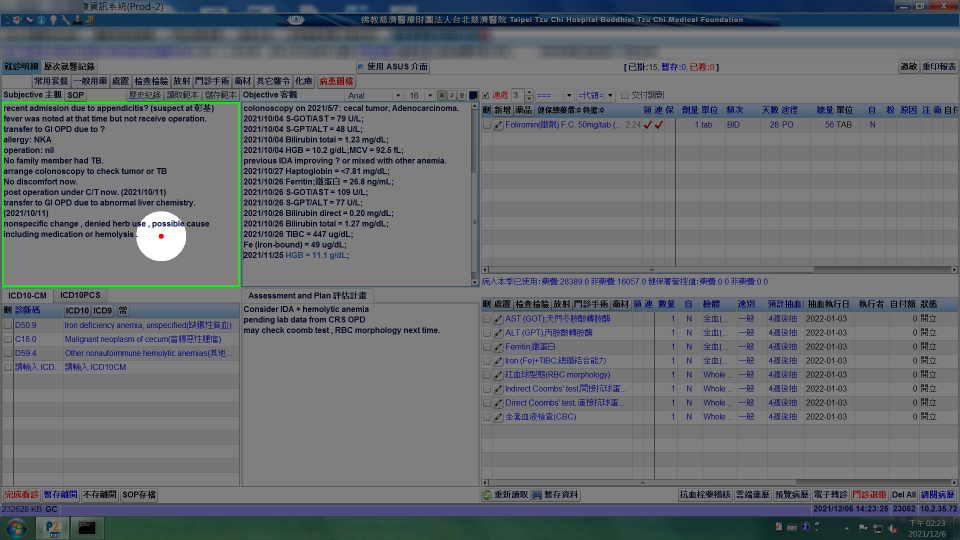 資訊系統(Prod-2)
佛教慈濟醫療財團法人台北慈濟醫院 Taipei Tzu Chi Hospital Buddhist Tzu Chi Medical Foundation
就診明細 歷次就醫記錄 使用 ASUS 介面 [已掛:15, 暫存:0, 已看:0] 過敏 重印報表
常用套餐 一般用藥 處置 檢查檢驗 放射 門診手術 衛材 其它醫令 化療 病患圖檔
Subjective 主觀 SOP 歷史紀錄 讀取範本 儲存範本
recent admission due to appendicitis? (suspect at 彰基)
fever was noted at that time but not receive operation.
transfer to GI OPD due to ?
allergy: NKA
operation: nil
No family member had TB.
arrange colonoscopy to check tumor or TB
No discomfort now.
post operation under C/T now. (2021/10/11)
transfer to GI OPD due to abnormal liver chemistry.
(2021/10/11)
nonspecific change , denied herb use , possible cause
including medication or hemolysis .
Objective 客觀 Arial 16 B I U
colonoscopy on 2021/5/7: cecal tumor, Adenocarcinoma.
2021/10/04 S-GOT/AST = 79 U/L;
2021/10/04 S-GPT/ALT = 48 U/L;
2021/10/04 Bilirubin total = 1.23 mg/dL;
2021/10/04 HGB = 10.2 g/dL;MCV = 92.5 fL;
previous IDA improving ? or mixed with other anemia.
2021/10/27 Haptoglobin = <7.81 mg/dL;
2021/10/26 Ferritin;鐵蛋白 = 26.8 ng/mL;
2021/10/26 S-GOT/AST = 109 U/L;
2021/10/26 S-GPT/ALT = 77 U/L;
2021/10/26 Bilirubin direct = 0.20 mg/dL;
2021/10/26 Bilirubin total = 1.27 mg/dL;
2021/10/26 TIBC = 447 ug/dL;
Fe (Iron-bound) = 49 ug/dL;
2021/11/25 HGB = 11.1 g/dL;
連處 3 === =代號= 交付調劑
刪 新增 藥品 健保總藥價:0 負擔:0 領 連 保 劑量 單位 頻次 天數 途徑 總量 單位 自 粉 原因 注 衛 自付
Foliromin(鐵劑) F.C. 50mg/tab (... 2.24 1 tab BID 28 PO 56 TAB N
病人本季已使用:藥費:28389.0 非藥費:16057.0 健保署管控值:藥費:0.0 非藥費:0.0
ICD10-CM ICD10PCS
刪 診斷碼 ICD10 ICD9 常
D50.9 Iron deficiency anemia, unspecified(缺鐵性貧血)
C18.0 Malignant neoplasm of cecum(盲腸惡性腫瘤)
D59.4 Other nonautoimmune hemolytic anemias(其他...
請輸入 ICD... 請輸入 ICD10CM
Assessment and Plan 評估計畫
Consider IDA + hemolytic anemia
pending lab data from CRS OPD
may check coomb test , RBC morphology next time.
刪 處置 檢查檢驗 放射 門診手術 衛材 領 連 數量 自 檢體 速別 預計抽血 抽血執行日 執行者 自付額 狀態
AST (GOT);天門冬胺酸轉胺酶 1 N 全血(... 一般 4週後抽 2022-01-03 0 開立
ALT (GPT);丙胺酸轉胺酶 1 N 全血(... 一般 4週後抽 2022-01-03 0 開立
Ferritin;鐵蛋白 1 N 全血(... 一般 4週後抽 2022-01-03 0 開立
Iron (Fe)+TIBC;總鐵結合能力 1 N 全血(... 一般 4週後抽 2022-01-03 0 開立
紅血球型態(RBC morphology) 1 N Whole ... 一般 4週後抽 2022-01-03 0 開立
Indirect Coombs' test,間接抗球蛋... 1 N Whole ... 一般 4週後抽 2022-01-03 0 開立
Direct Coombs' test,直接抗球蛋... 1 N Whole ... 一般 4週後抽 2022-01-03 0 開立
全套血液檢查(CBC) 1 N Whole ... 一般 4週後抽 2022-01-03 0 開立
完成看診 暫存離開 不存離開 SOP存檔 重新讀取 暫存資料 抗血栓藥稽核 雲端藥歷 預覽病歷 電子轉診 門診退掛 Del All 調閱病歷
232628 KB GC 2021/12/06 14:23:25 23062 10.2.35.72
下午 02:23
2021/12/6